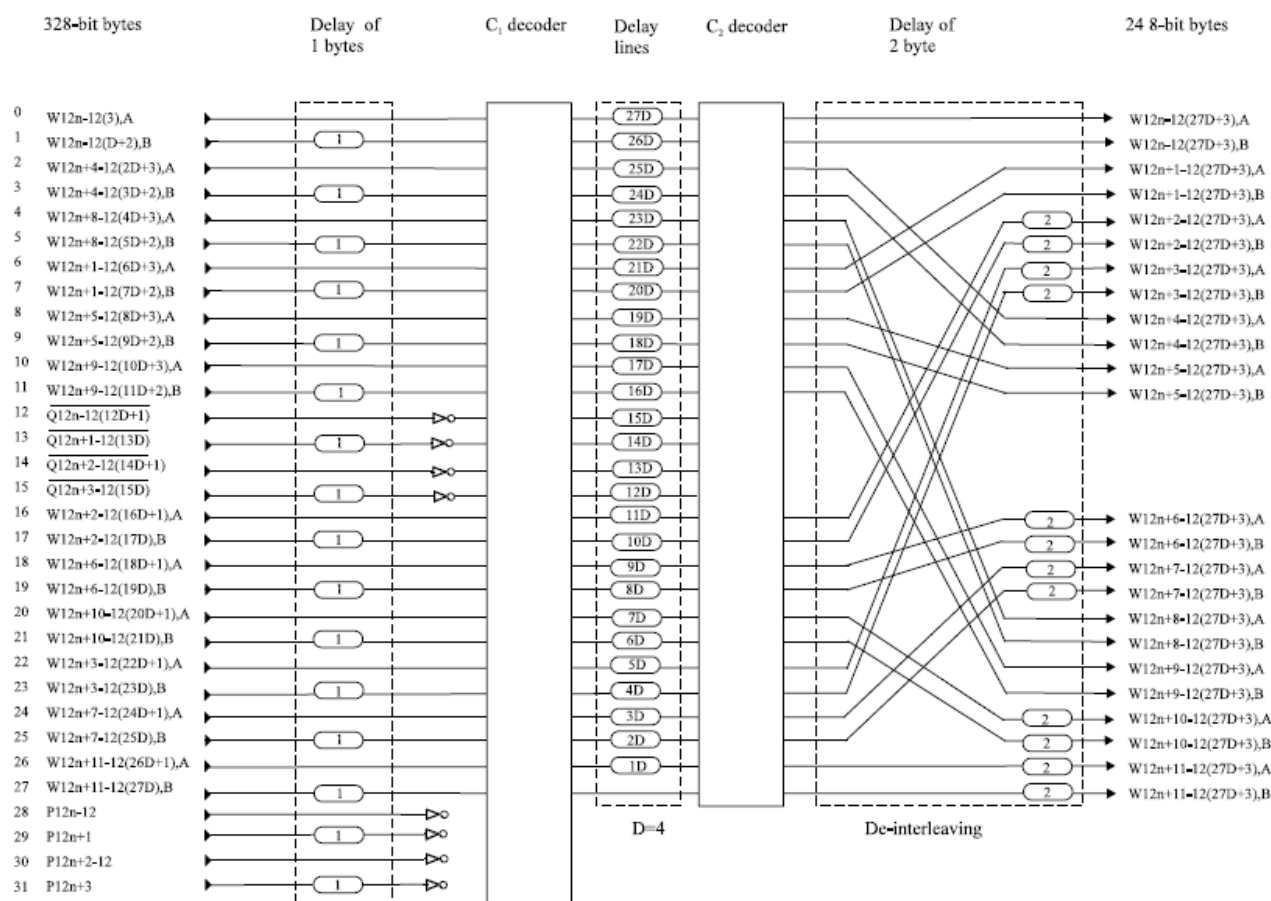 328-bit bytes Delay of 1 bytes C₁ decoder Delay lines C₂ decoder Delay of 2 byte 24 8-bit bytes
0 W12n-12(3),A 27D W12n-12(27D+3),A
1 W12n-12(D+2),B 1 26D W12n-12(27D+3),B
2 W12n+4-12(2D+3),A 25D W12n+1-12(27D+3),A
3 W12n+4-12(3D+2),B 1 24D W12n+1-12(27D+3),B
4 W12n+8-12(4D+3),A 23D 2 W12n+2-12(27D+3),A
5 W12n+8-12(5D+2),B 1 22D 2 W12n+2-12(27D+3),B
6 W12n+1-12(6D+3),A 21D 2 W12n+3-12(27D+3),A
7 W12n+1-12(7D+2),B 1 20D 2 W12n+3-12(27D+3),B
8 W12n+5-12(8D+3),A 19D W12n+4-12(27D+3),A
9 W12n+5-12(9D+2),B 1 18D W12n+4-12(27D+3),B
10 W12n+9-12(10D+3),A 17D W12n+5-12(27D+3),A
11 W12n+9-12(11D+2),B 1 16D W12n+5-12(27D+3),B
12 Q12n-12(12D+1) 15D
13 Q12n+1-12(13D) 1 14D
14 Q12n+2-12(14D+1) 13D
15 Q12n+3-12(15D) 1 12D
16 W12n+2-12(16D+1),A 11D 2 W12n+6-12(27D+3),A
17 W12n+2-12(17D),B 1 10D 2 W12n+6-12(27D+3),B
18 W12n+6-12(18D+1),A 9D 2 W12n+7-12(27D+3),A
19 W12n+6-12(19D),B 1 8D 2 W12n+7-12(27D+3),B
20 W12n+10-12(20D+1),A 7D W12n+8-12(27D+3),A
21 W12n+10-12(21D),B 1 6D W12n+8-12(27D+3),B
22 W12n+3-12(22D+1),A 5D W12n+9-12(27D+3),A
23 W12n+3-12(23D),B 1 4D W12n+9-12(27D+3),B
24 W12n+7-12(24D+1),A 3D 2 W12n+10-12(27D+3),A
25 W12n+7-12(25D),B 1 2D 2 W12n+10-12(27D+3),B
26 W12n+11-12(26D+1),A 1D 2 W12n+11-12(27D+3),A
27 W12n+11-12(27D),B 1 2 W12n+11-12(27D+3),B
28 P12n-12
29 P12n+1 1 D=4 De-interleaving
30 P12n+2-12
31 P12n+3 1